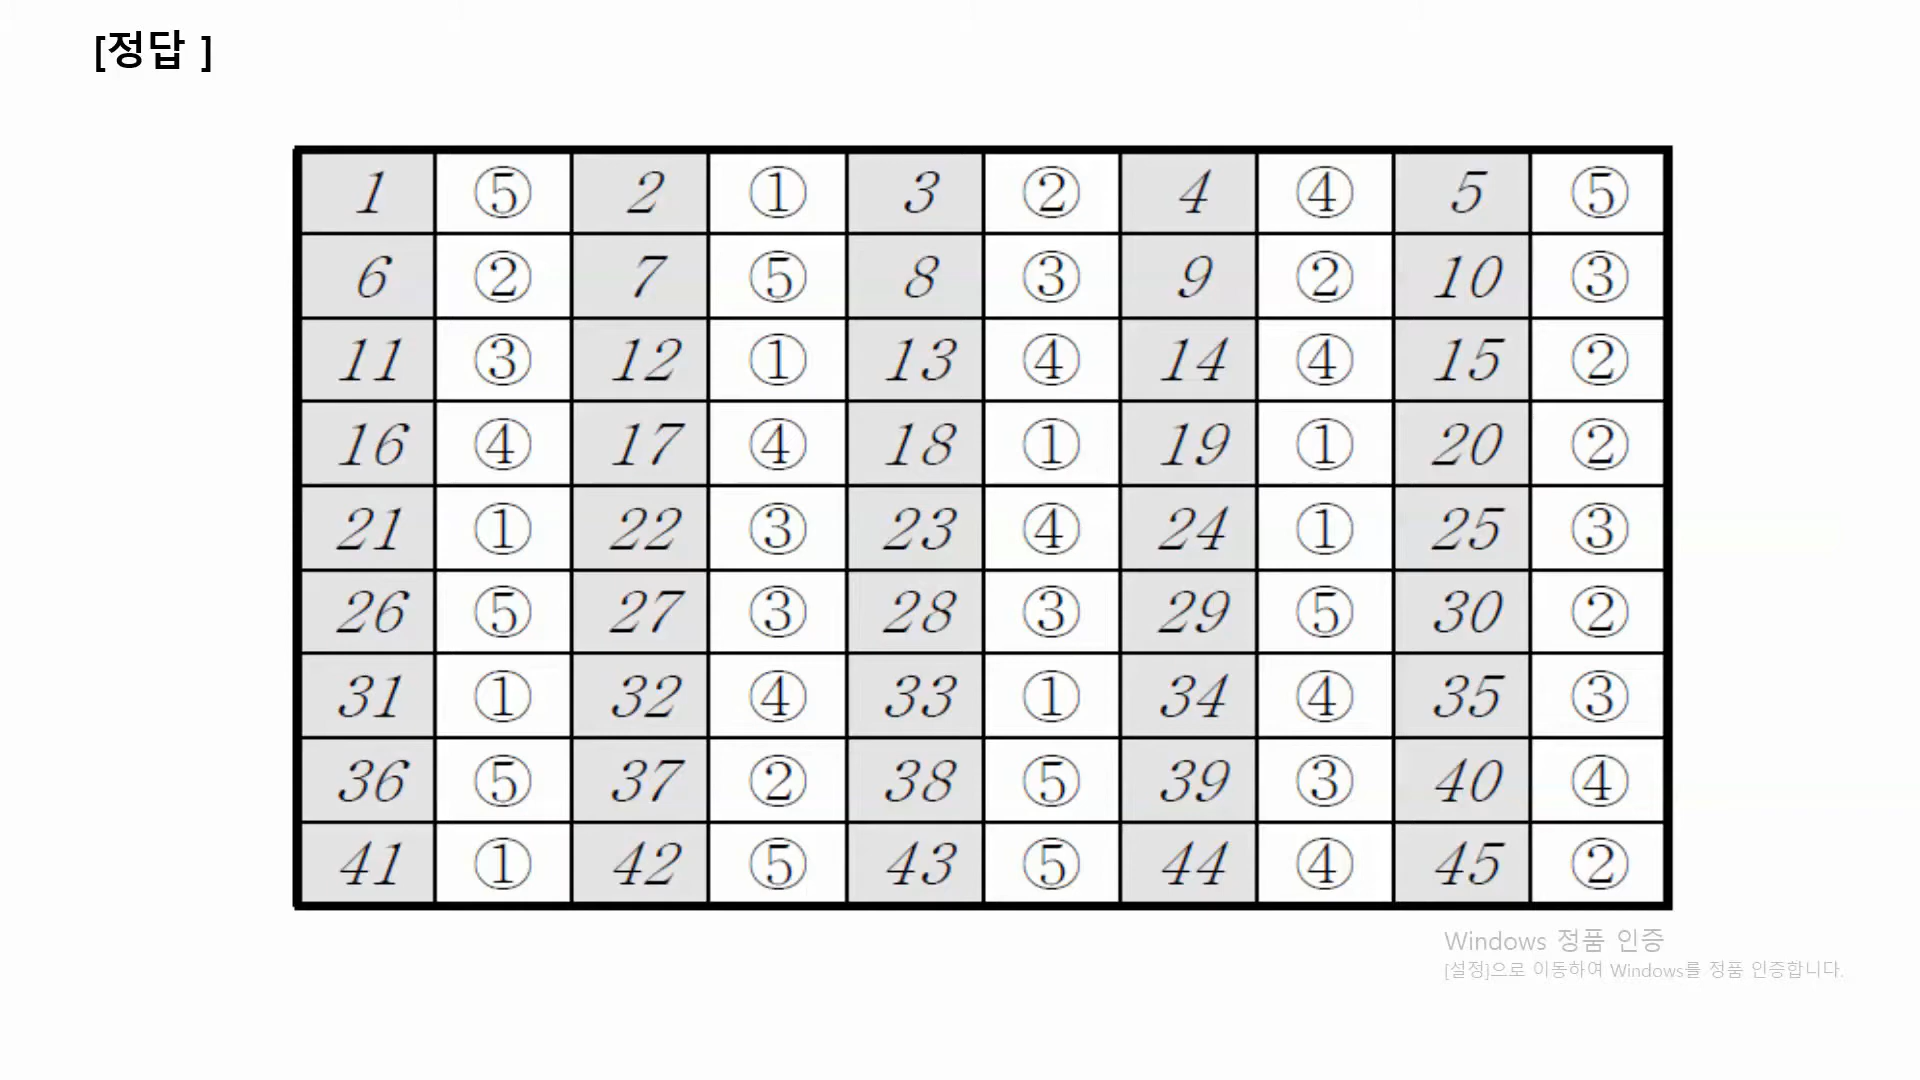 [정답 ]
1 ⑤ 2 ① 3 ② 4 ④ 5 ⑤
6 ② 7 ⑤ 8 ③ 9 ② 10 ③
11 ③ 12 ① 13 ④ 14 ④ 15 ②
16 ④ 17 ④ 18 ① 19 ① 20 ②
21 ① 22 ③ 23 ④ 24 ① 25 ③
26 ⑤ 27 ③ 28 ③ 29 ⑤ 30 ②
31 ① 32 ④ 33 ① 34 ④ 35 ③
36 ⑤ 37 ② 38 ⑤ 39 ③ 40 ④
41 ① 42 ⑤ 43 ⑤ 44 ④ 45 ②
Windows 정품 인증
[설정]으로 이동하여 Windows를 정품 인증합니다.